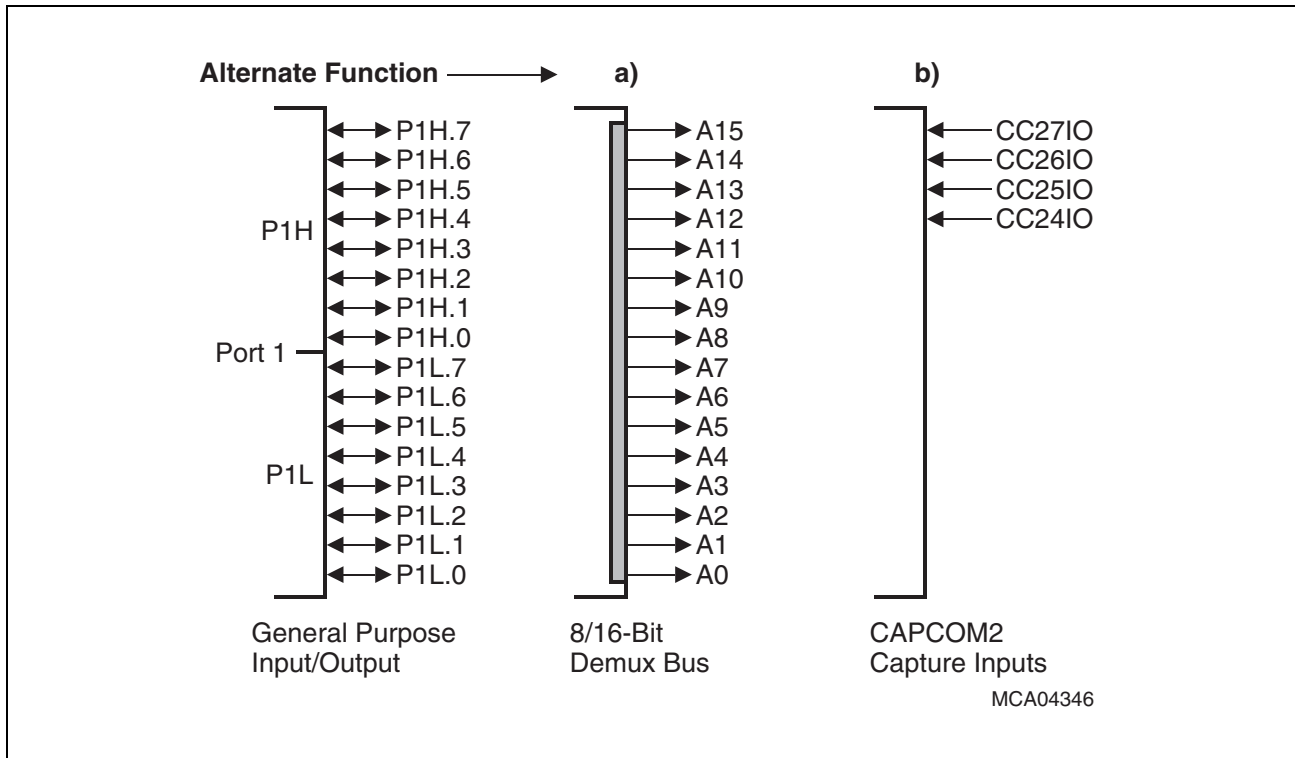 Alternate Function a) b)
P1H.7 A15 CC27IO
P1H.6 A14 CC26IO
P1H.5 A13 CC25IO
P1H.4 A12 CC24IO
P1H
P1H.3 A11
P1H.2 A10
P1H.1 A9
P1H.0 A8
Port 1
P1L.7 A7
P1L.6 A6
P1L.5 A5
P1L.4 A4
P1L
P1L.3 A3
P1L.2 A2
P1L.1 A1
P1L.0 A0
General Purpose 8/16-Bit CAPCOM2
Input/Output Demux Bus Capture Inputs
MCA04346